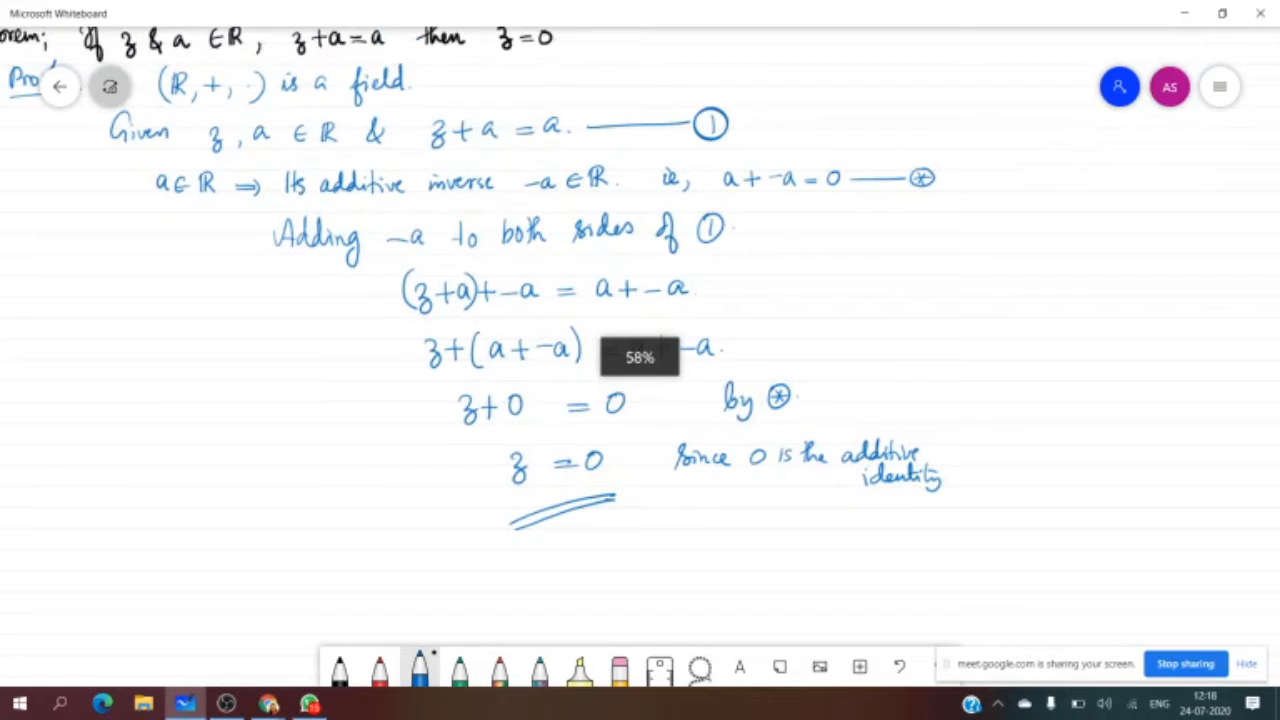 Microsoft Whiteboard
orem; If z & a ∈ ℝ, z+a=a then z=0
Pro (ℝ, +, ·) is a field.
Given z, a ∈ ℝ & z+a = a. ——— ①
a∈ℝ ⇒ Its additive inverse -a ∈ ℝ. ie, a+-a=0 ——— ⊛
Adding -a to both sides of ①.
(z+a)+-a = a+-a.
z+(a+-a) -a.
58%
z+0 = 0 by ⊛.
z = 0 since 0 is the additive
identity
AS
A
meet.google.com is sharing your screen. Stop sharing Hide
ENG 12:18
24-07-2020